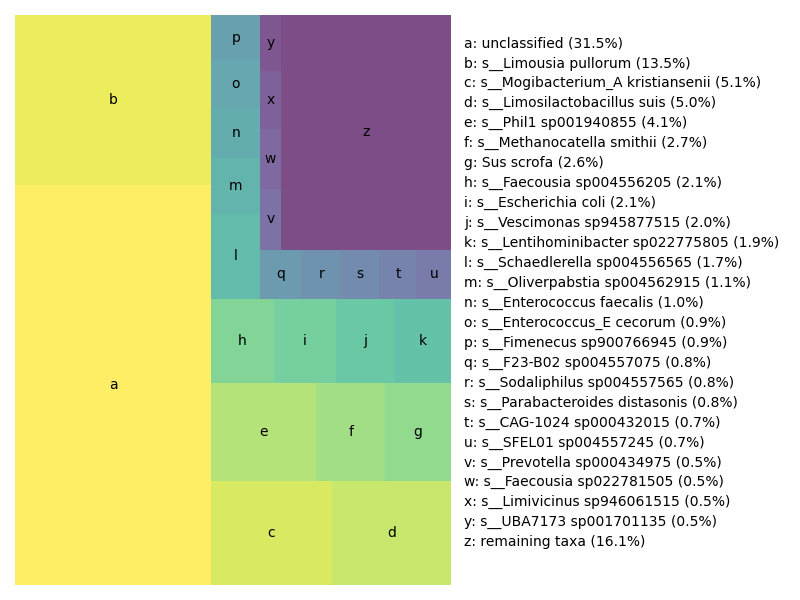 a: unclassified (31.5%)
b: s__Limousia pullorum (13.5%)
c: s__Mogibacterium_A kristiansenii (5.1%)
d: s__Limosilactobacillus suis (5.0%)
e: s__Phil1 sp001940855 (4.1%)
f: s__Methanocatella smithii (2.7%)
g: Sus scrofa (2.6%)
h: s__Faecousia sp004556205 (2.1%)
i: s__Escherichia coli (2.1%)
j: s__Vescimonas sp945877515 (2.0%)
k: s__Lentihominibacter sp022775805 (1.9%)
l: s__Schaedlerella sp004556565 (1.7%)
m: s__Oliverpabstia sp004562915 (1.1%)
n: s__Enterococcus faecalis (1.0%)
o: s__Enterococcus_E cecorum (0.9%)
p: s__Fimenecus sp900766945 (0.9%)
q: s__F23-B02 sp004557075 (0.8%)
r: s__Sodaliphilus sp004557565 (0.8%)
s: s__Parabacteroides distasonis (0.8%)
t: s__CAG-1024 sp000432015 (0.7%)
u: s__SFEL01 sp004557245 (0.7%)
v: s__Prevotella sp000434975 (0.5%)
w: s__Faecousia sp022781505 (0.5%)
x: s__Limivicinus sp946061515 (0.5%)
y: s__UBA7173 sp001701135 (0.5%)
z: remaining taxa (16.1%)
p
y
o
x
b
n
z
w
m
v
l
q r s t u
h i j k
a
e f g
c d